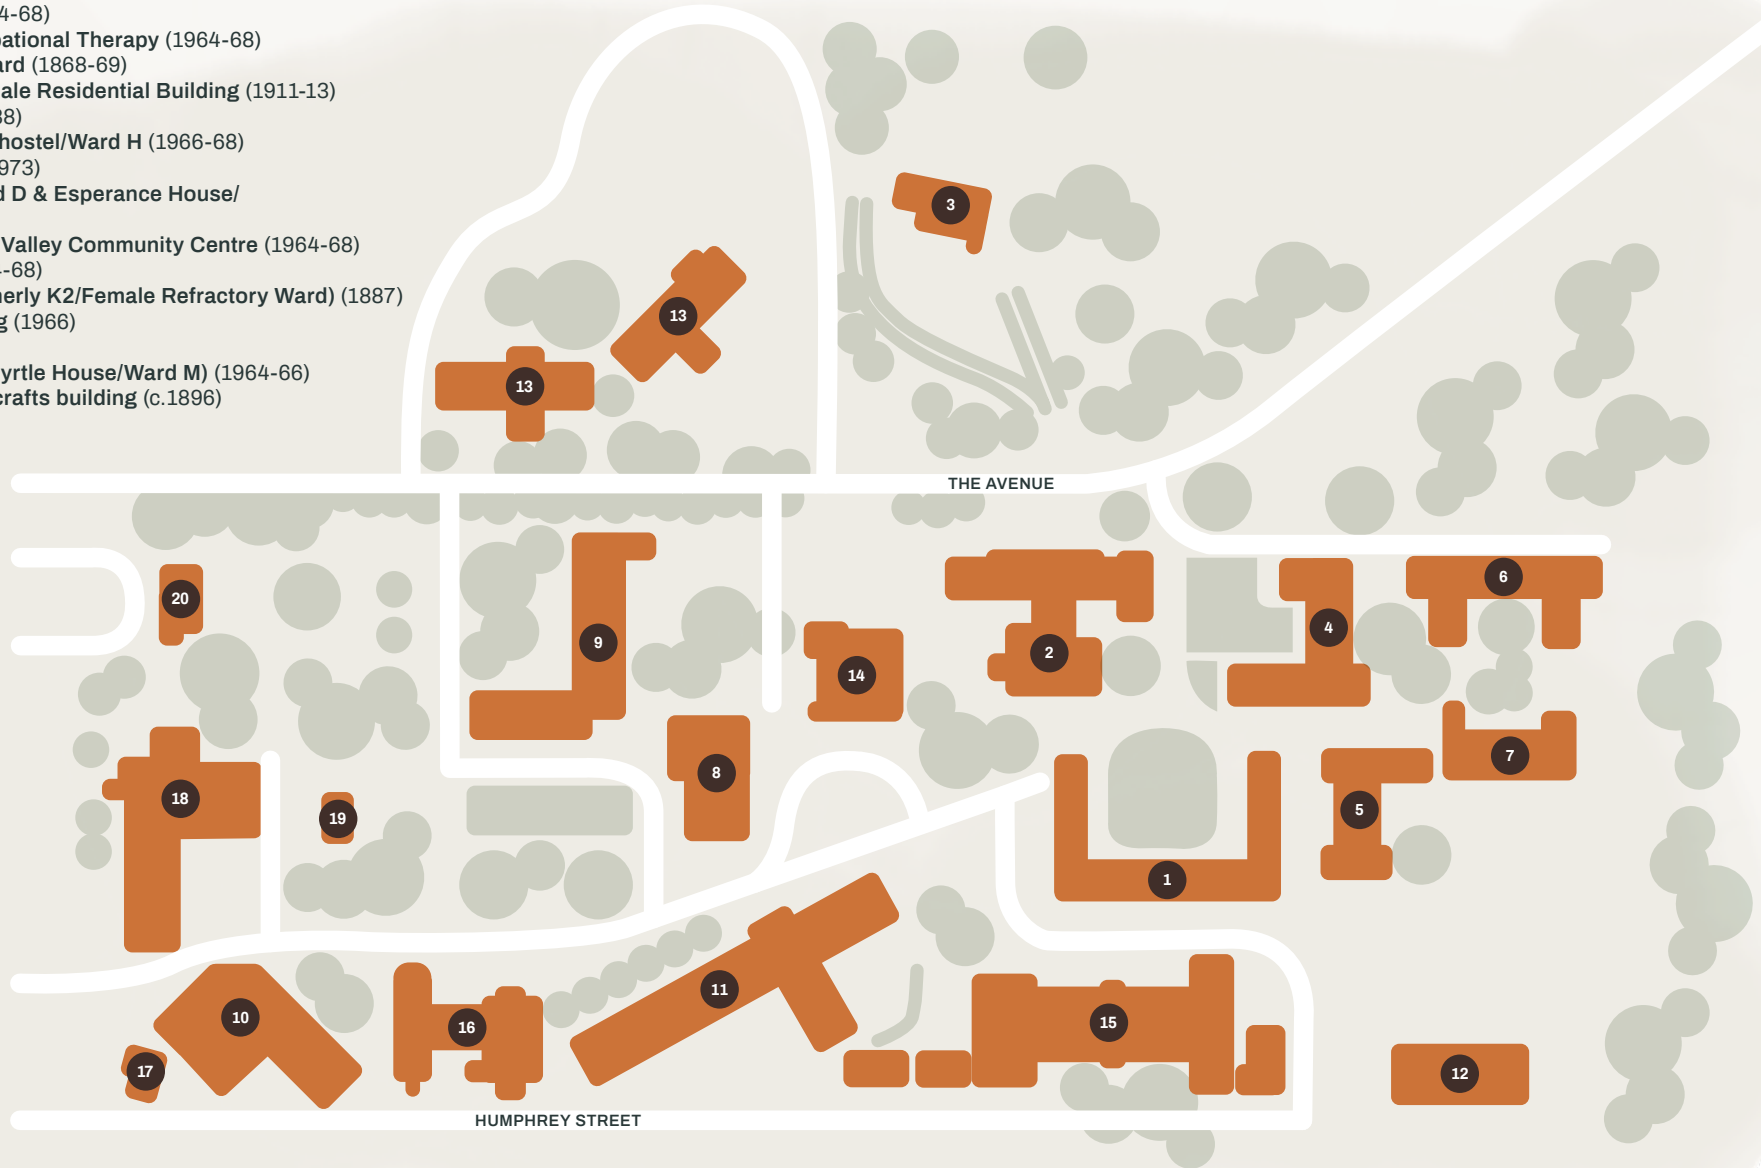 4-68)
ational Therapy (1964-68)
ard (1868-69)
ale Residential Building (1911-13)
38)
hostel/Ward H (1966-68)
973)
d D & Esperance House/
Valley Community Centre (1964-68)
-68)
erly K2/Female Refractory Ward) (1887)
g (1966)
yrtle House/Ward M) (1964-66)
crafts building (c.1896)
3
13
13
THE AVENUE
6
20
4
9
2
14
7
8
18
5
19
1
11
10
15
16
17
12
HUMPHREY STREET